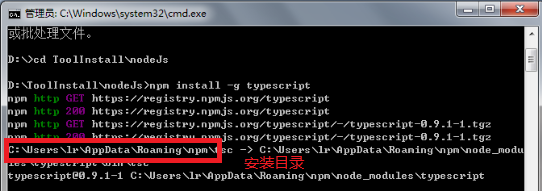 管理员: C:\Windows\system32\cmd.exe
或批处理文件。
D:\>cd ToolInstall\nodeJs
D:\ToolInstall\nodeJs>npm install -g typescript
npm http GET https://registry.npmjs.org/typescript
npm http 200 https://registry.npmjs.org/typescript
npm http GET https://registry.npmjs.org/typescript/-/typescript-0.9.1-1.tgz
npm http 200 https://registry.npmjs.org/typescript/-/typescript-0.9.1-1.tgz
C:\Users\lr\AppData\Roaming\npm\tsc -> C:\Users\lr\AppData\Roaming\npm\node_modu
les\typescript\bin\tsc
安装目录
typescript@0.9.1-1 C:\Users\lr\AppData\Roaming\npm\node_modules\typescript